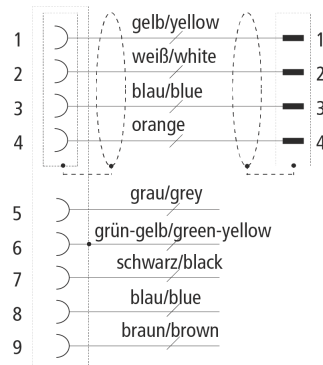 1 gelb/yellow 1
2 weiß/white 2
3 blau/blue 3
4 orange 4
5 grau/grey
6 grün-gelb/green-yellow
7 schwarz/black
8 blau/blue
9 braun/brown